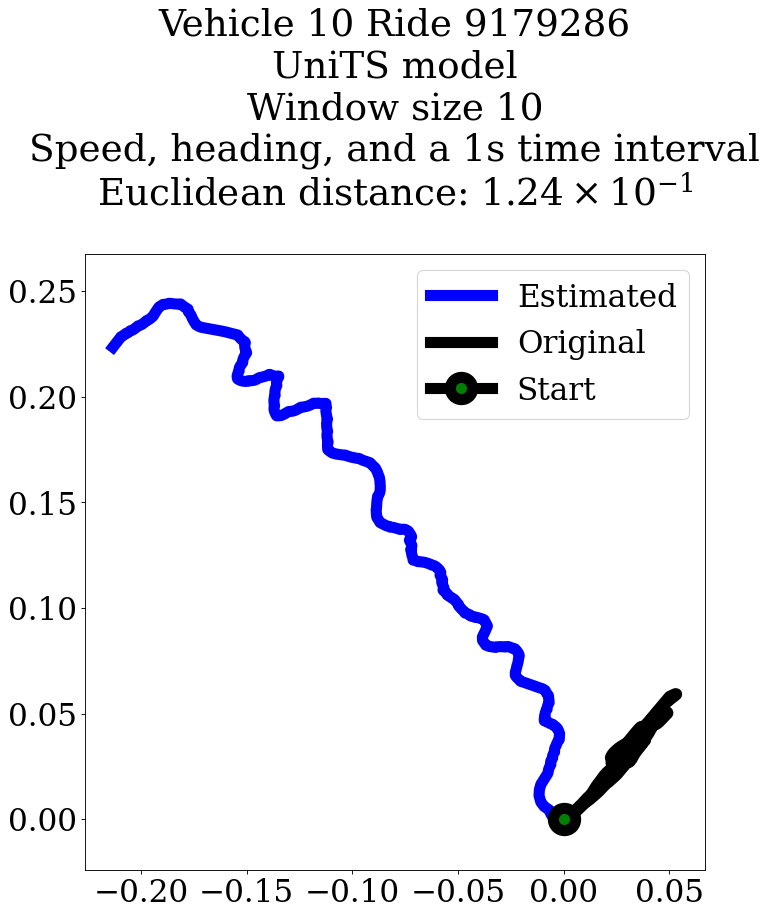 Vehicle 10 Ride 9179286
UniTS model
Window size 10
Speed, heading, and a 1s time interval
Euclidean distance: 1.24 × 10⁻¹
Estimated
Original
Start
0.25
0.20
0.15
0.10
0.05
0.00
−0.20 −0.15 −0.10 −0.05 0.00 0.05